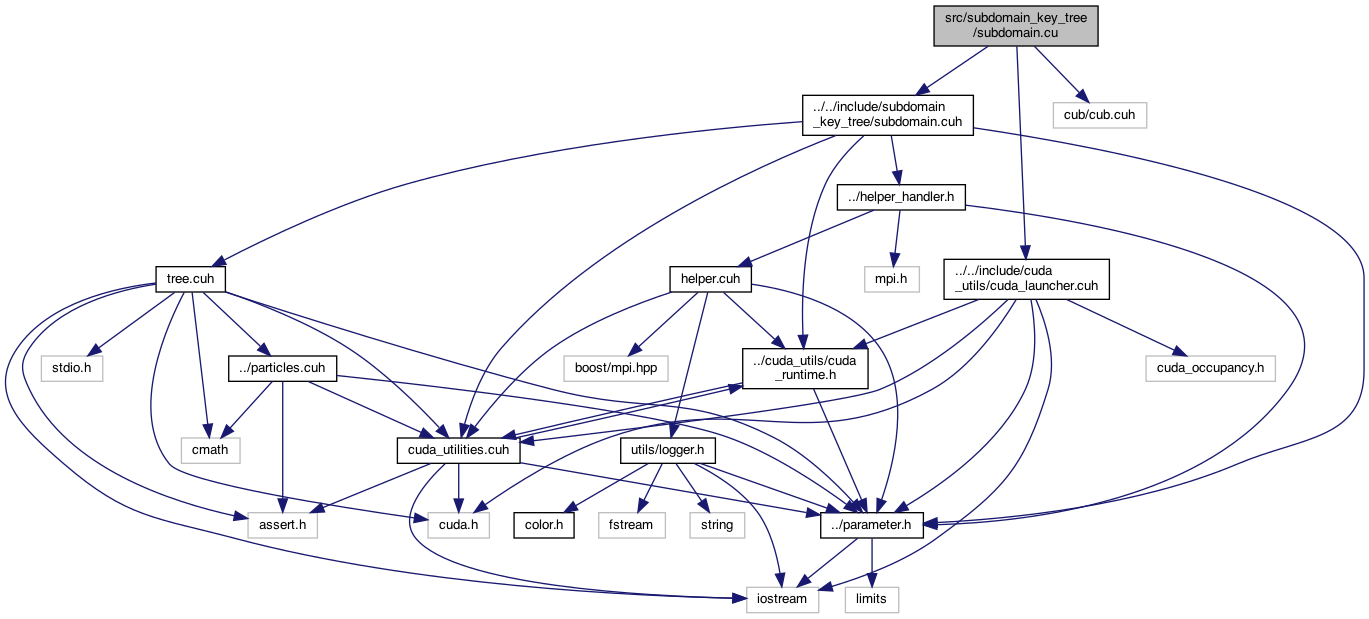 src/subdomain_key_tree
/subdomain.cu
../../include/subdomain
_key_tree/subdomain.cuh
cub/cub.cuh
../helper_handler.h
tree.cuh
helper.cuh
mpi.h
../../include/cuda
_utils/cuda_launcher.cuh
stdio.h
../particles.cuh
boost/mpi.hpp
../cuda_utils/cuda
_runtime.h
cuda_occupancy.h
cmath
cuda_utilities.cuh
utils/logger.h
assert.h
cuda.h
color.h
fstream
string
../parameter.h
iostream
limits